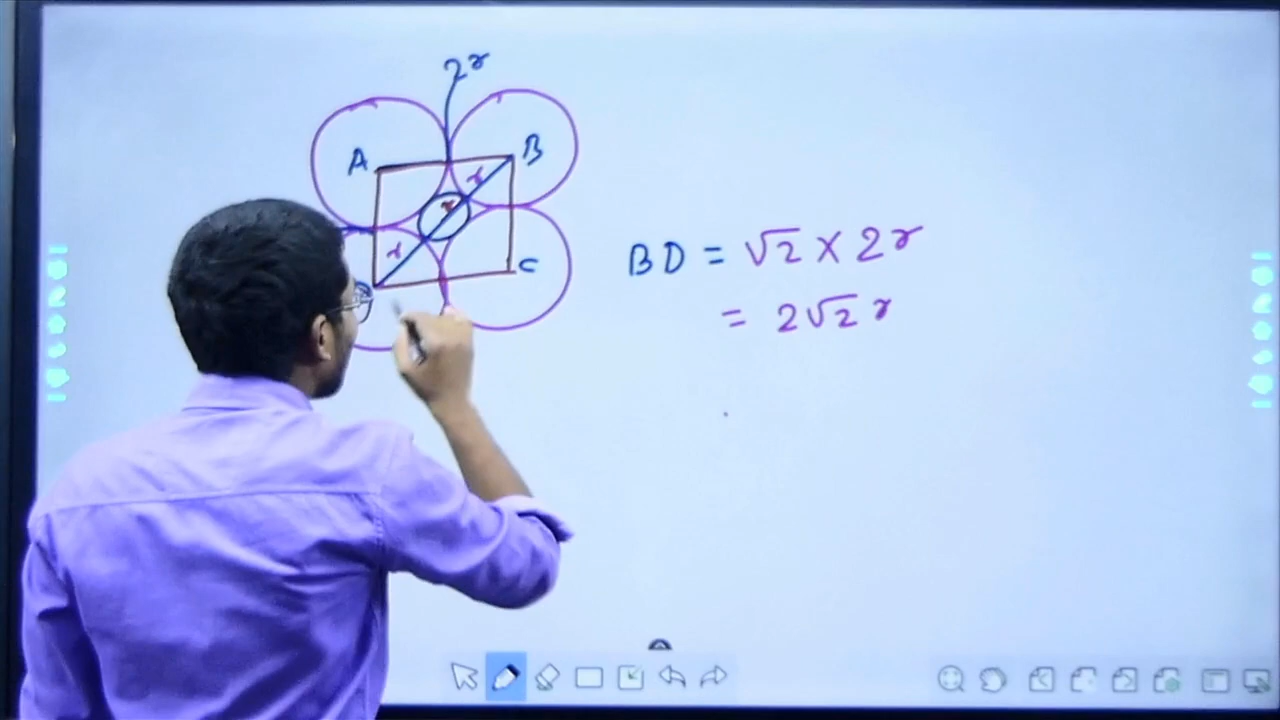 2r
A
B
r
r
r
C
BD = √2 × 2r
= 2√2 r